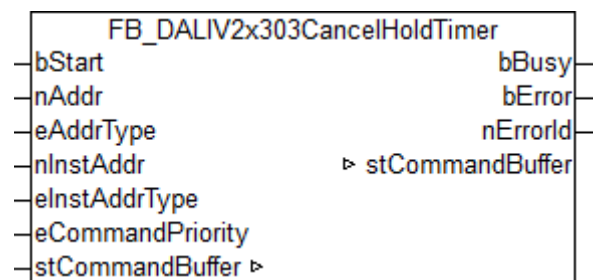 FB_DALIV2x303CancelHoldTimer
bStart bBusy
nAddr bError
eAddrType nErrorId
nInstAddr ▹ stCommandBuffer
eInstAddrType
eCommandPriority
stCommandBuffer ▹